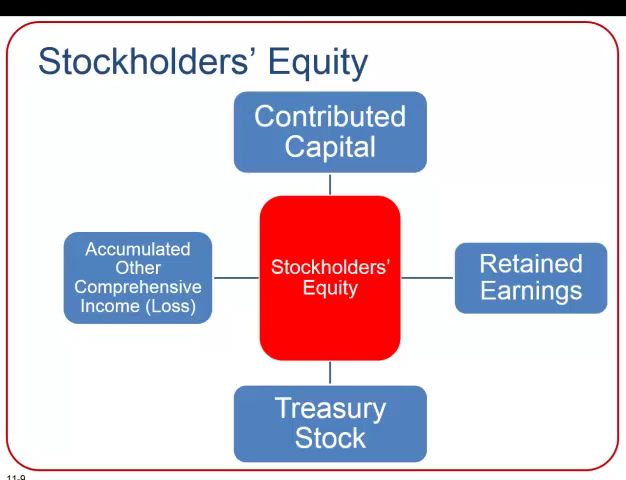 Stockholders’ Equity
Contributed
Capital
Accumulated
Other
Comprehensive
Income (Loss)
Stockholders’
Equity
Retained
Earnings
Treasury
Stock
11-9